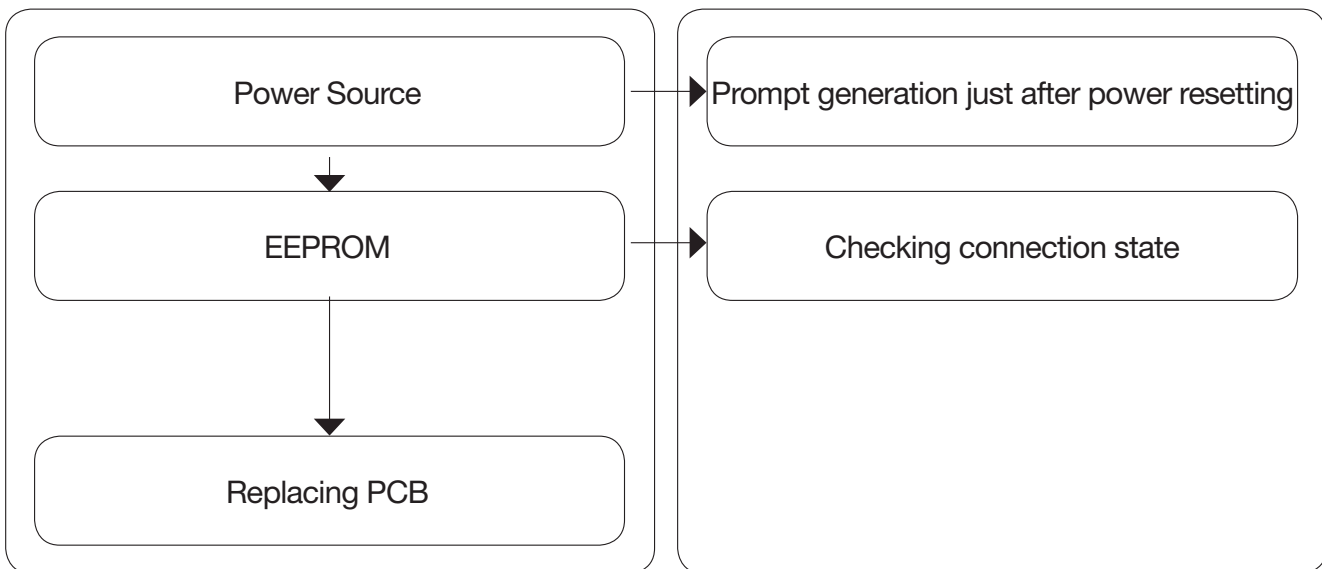 Power Source
Prompt generation just after power resetting
EEPROM
Checking connection state
Replacing PCB